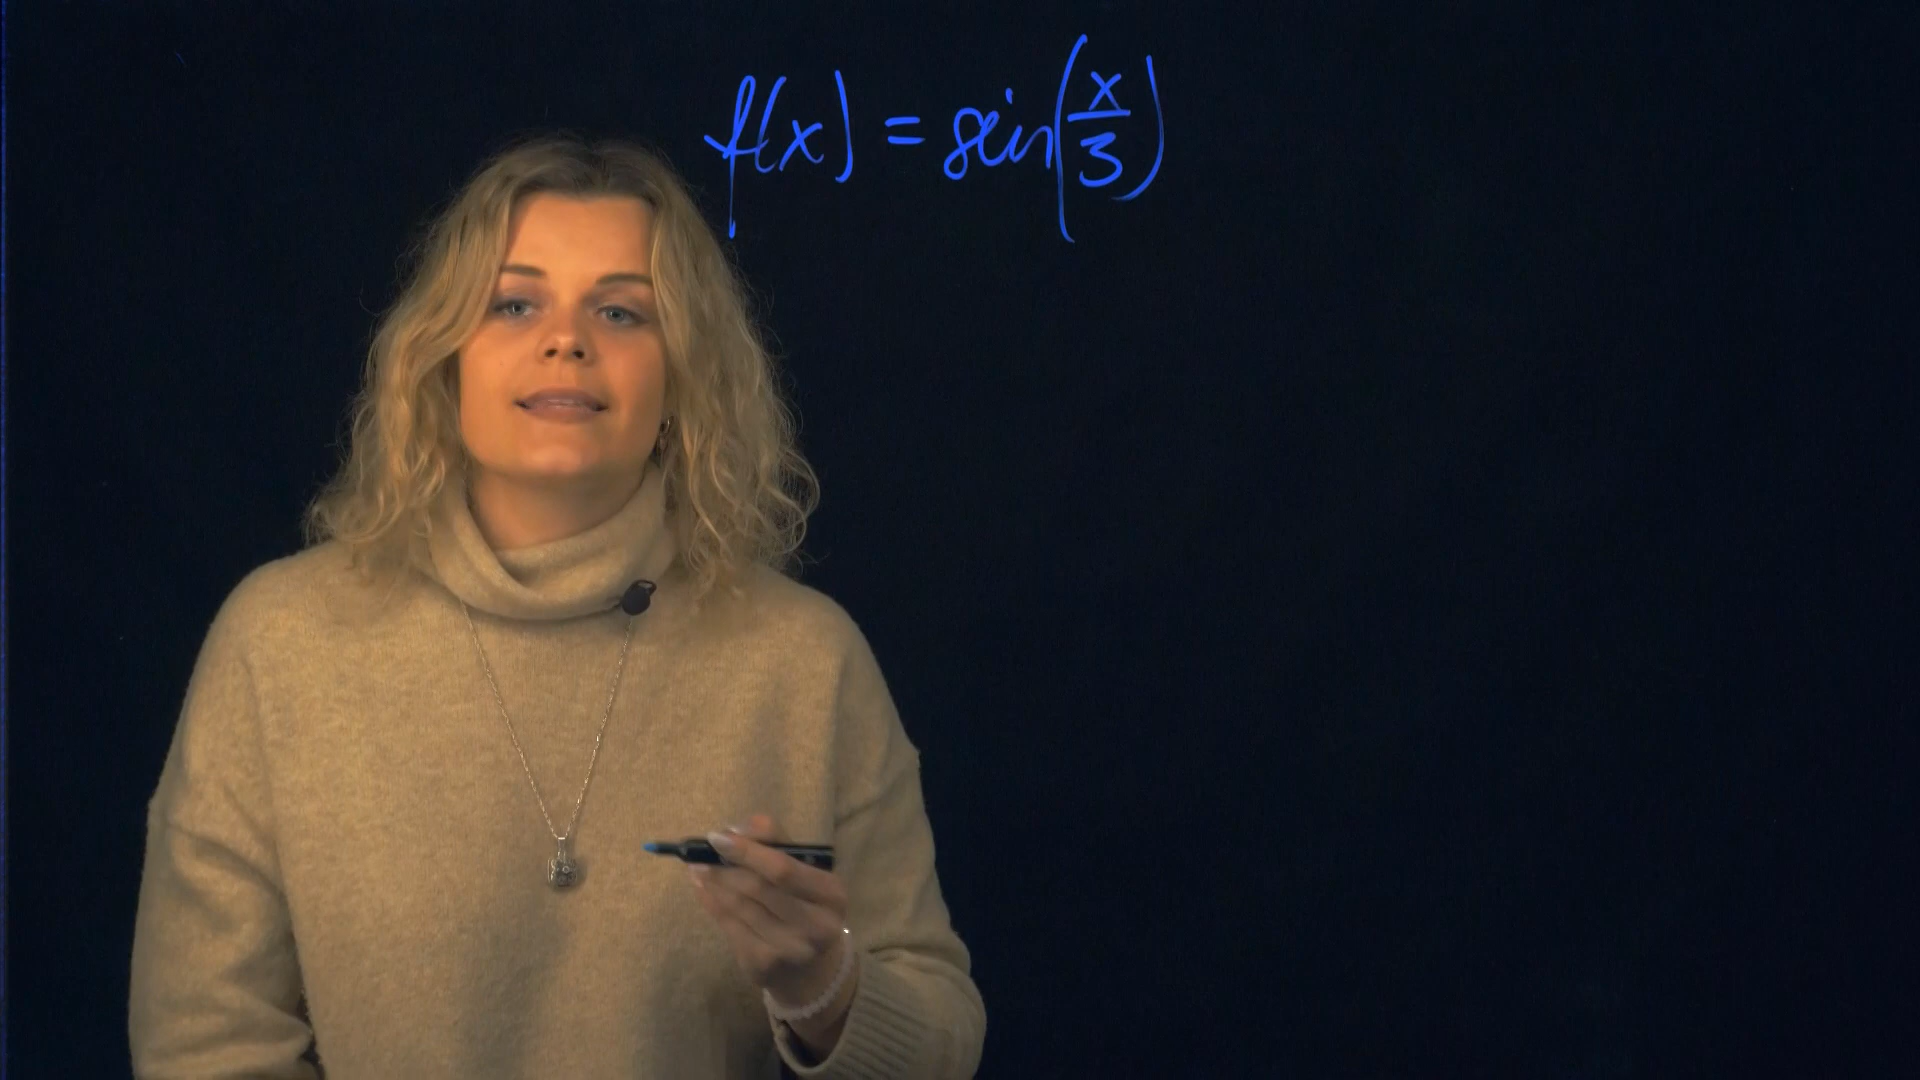 f(x) = sin(x/3)